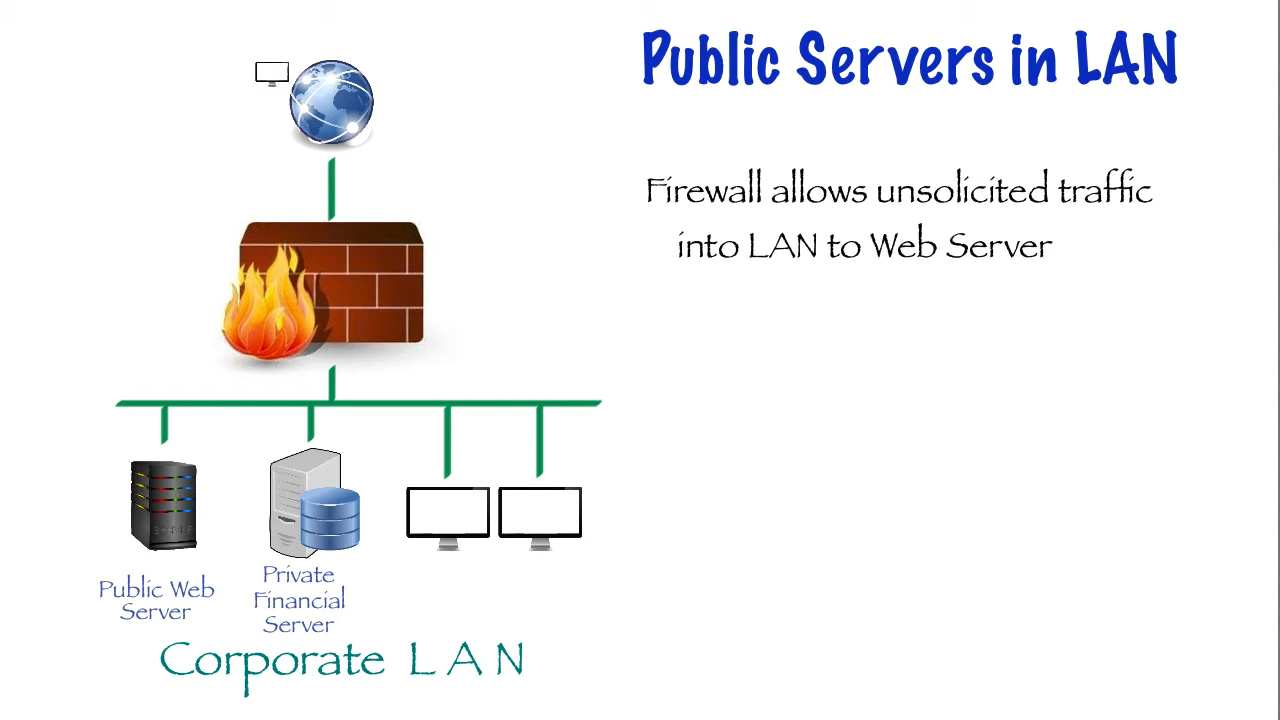 Public Servers in LAN
Firewall allows unsolicited traffic
into LAN to Web Server
Public Web
Server
Private
Financial
Server
Corporate LAN